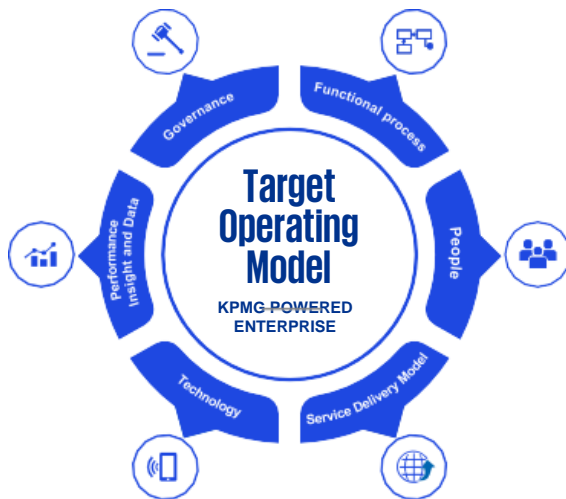 Target
Operating
Model
KPMG POWERED
ENTERPRISE
Governance
Functional process
People
Service Delivery Model
Technology
Performance
Insight and Data